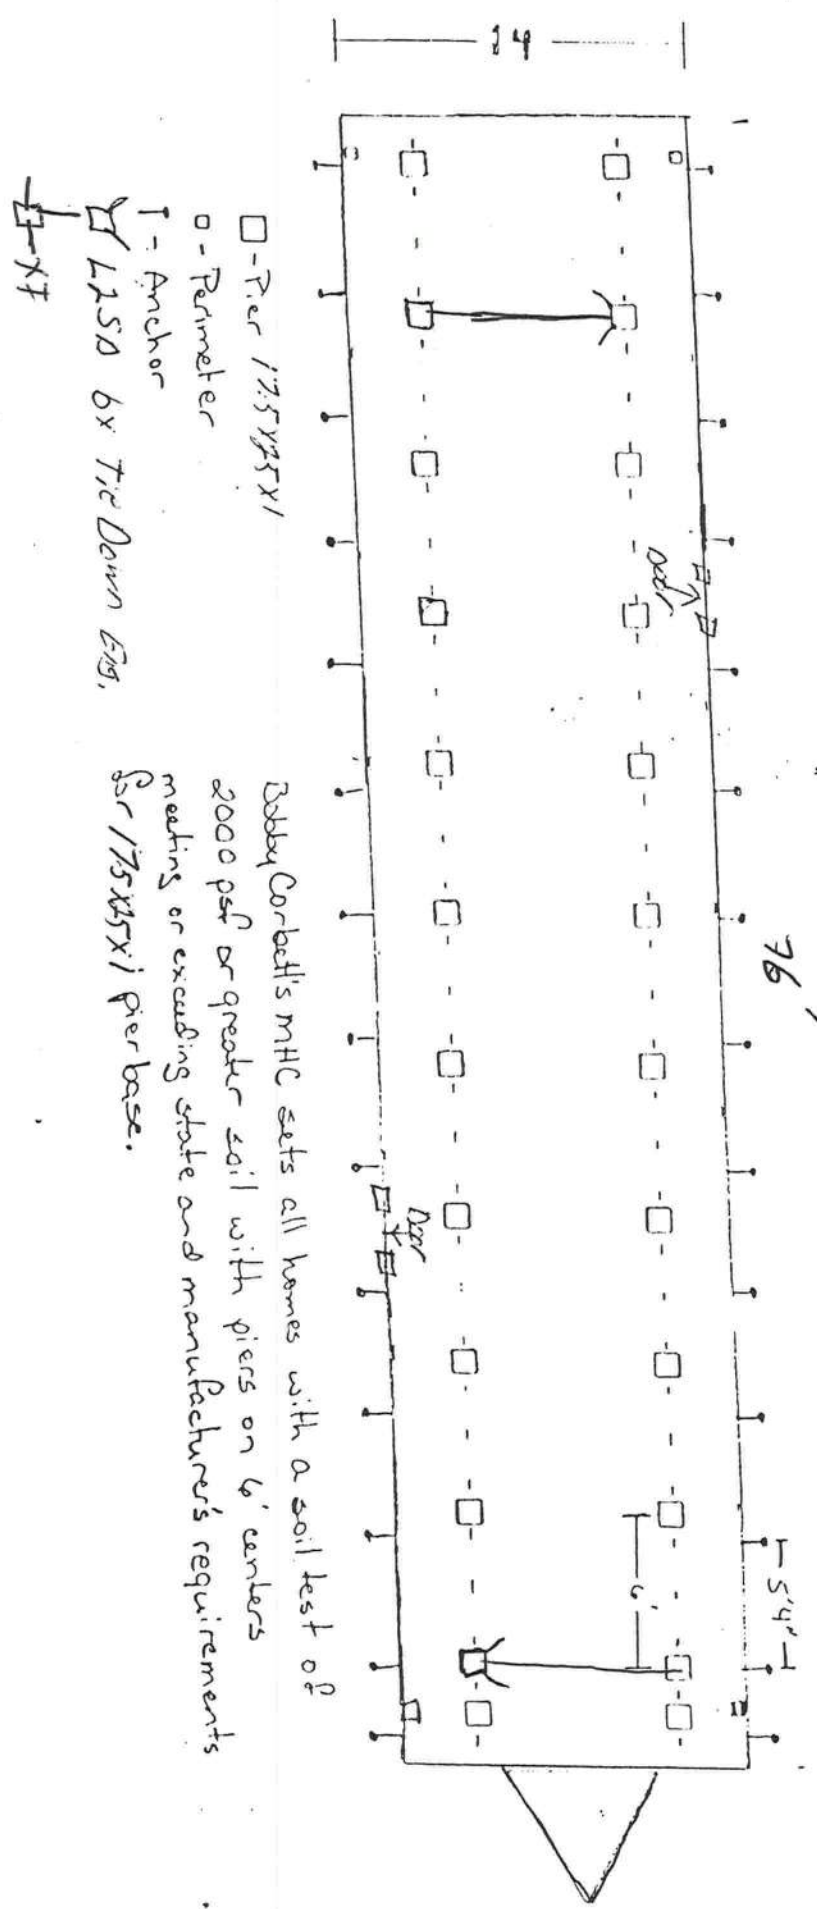 14
76'
Door
Door
6'
5'4"
□ - Pier 17.5x25x1
o - Perimeter
T - Anchor
L2SD 6x Tie Down
Bobby Corbett's MHC sets all homes with a soil test of
2000 psf or greater soil with piers on 6' centers
meeting or exceeding state and manufacturer's requirements
for 17.5x25x1 pier base.